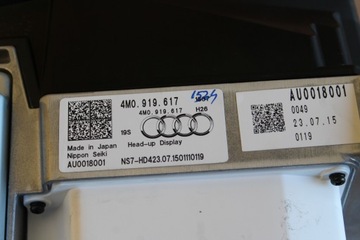 4M0.919.617
4M0.919.617 H26
19S
Made in Japan
Nippon Seiki
Head-up Display
AU0018001
NS7-HD423.07.1501110119
AU0018001
0049
23.07.15
0119